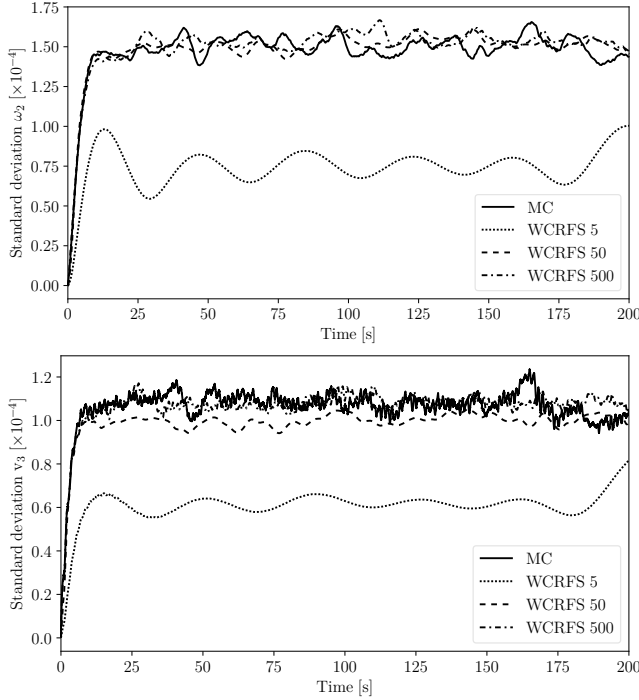 1.75
1.50
1.25
1.00
0.75
0.50
0.25
0.00
Standard deviation ω₂ [×10⁻⁴]
MC
WCRFS 5
WCRFS 50
WCRFS 500
0 25 50 75 100 125 150 175 200
Time [s]
1.2
1.0
0.8
0.6
0.4
0.2
0.0
Standard deviation v₃ [×10⁻⁴]
MC
WCRFS 5
WCRFS 50
WCRFS 500
0 25 50 75 100 125 150 175 200
Time [s]